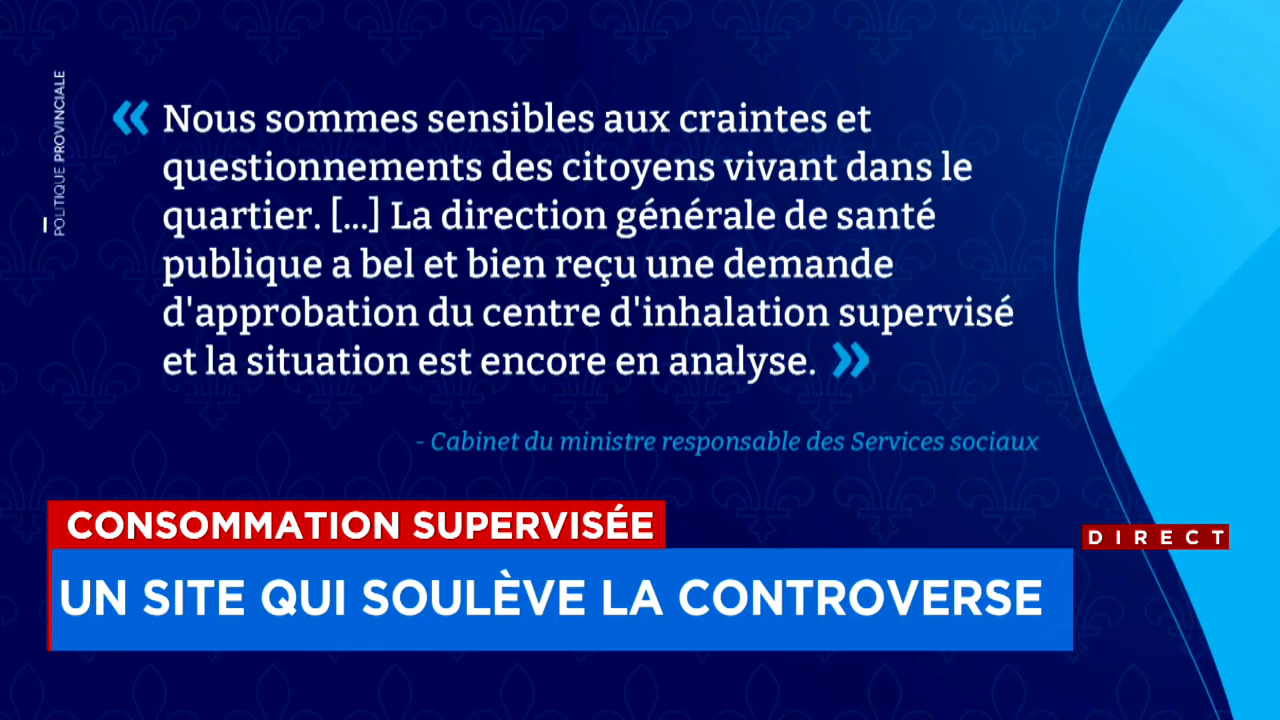 POLITIQUE PROVINCIALE
« Nous sommes sensibles aux craintes et
questionnements des citoyens vivant dans le
quartier. [...] La direction générale de santé
publique a bel et bien reçu une demande
d'approbation du centre d'inhalation supervisé
et la situation est encore en analyse. »
- Cabinet du ministre responsable des Services sociaux
CONSOMMATION SUPERVISÉE
DIRECT
UN SITE QUI SOULÈVE LA CONTROVERSE